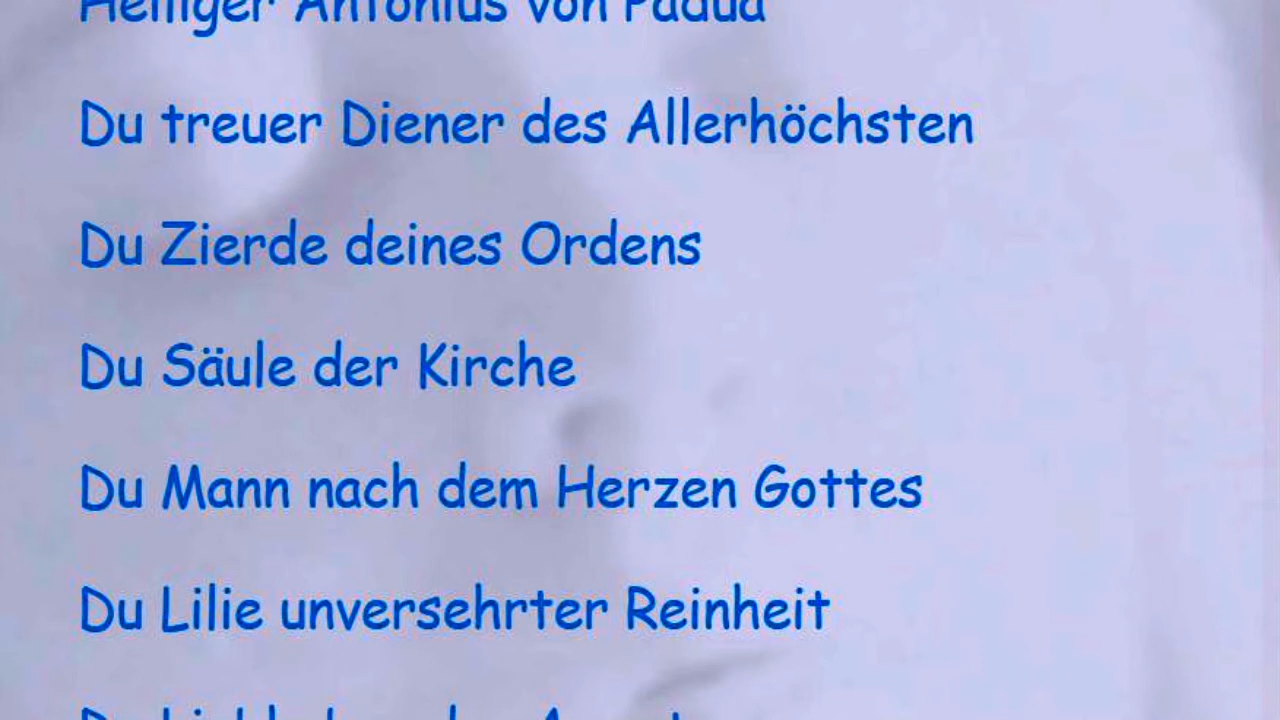 Heiliger Antonius von Padua
Du treuer Diener des Allerhöchsten
Du Zierde deines Ordens
Du Säule der Kirche
Du Mann nach dem Herzen Gottes
Du Lilie unversehrter Reinheit
Du